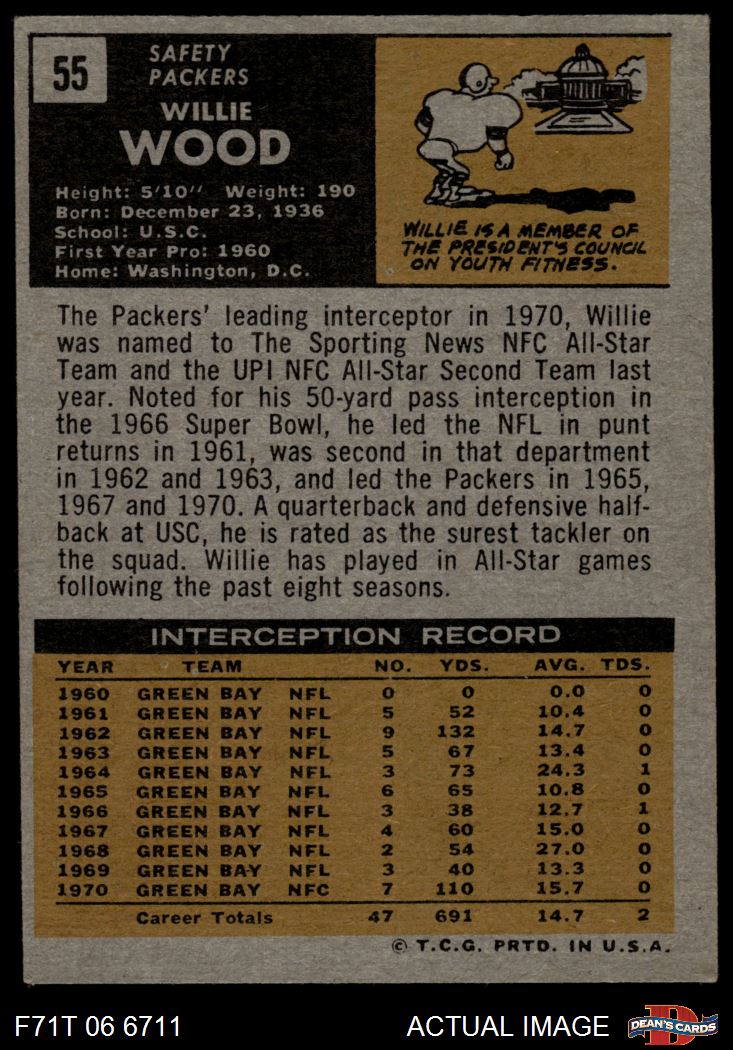 55
SAFETY
PACKERS
WILLIE
WOOD
Height: 5'10" Weight: 190
Born: December 23, 1936
School: U.S.C.
First Year Pro: 1960
Home: Washington, D.C.
WILLIE IS A MEMBER OF
THE PRESIDENT'S COUNCIL
ON YOUTH FITNESS.
The Packers' leading interceptor in 1970, Willie
was named to The Sporting News NFC All-Star
Team and the UPI NFC All-Star Second Team last
year. Noted for his 50-yard pass interception in
the 1966 Super Bowl, he led the NFL in punt
returns in 1961, was second in that department
in 1962 and 1963, and led the Packers in 1965,
1967 and 1970. A quarterback and defensive half-
back at USC, he is rated as the surest tackler on
the squad. Willie has played in All-Star games
following the past eight seasons.
INTERCEPTION RECORD
YEAR TEAM NO. YDS. AVG. TDS.
1960 GREEN BAY NFL 0 0 0.0 0
1961 GREEN BAY NFL 5 52 10.4 0
1962 GREEN BAY NFL 9 132 14.7 0
1963 GREEN BAY NFL 5 67 13.4 0
1964 GREEN BAY NFL 3 73 24.3 1
1965 GREEN BAY NFL 6 65 10.8 0
1966 GREEN BAY NFL 3 38 12.7 1
1967 GREEN BAY NFL 4 60 15.0 0
1968 GREEN BAY NFL 2 54 27.0 0
1969 GREEN BAY NFL 3 40 13.3 0
1970 GREEN BAY NFC 7 110 15.7 0
Career Totals 47 691 14.7 2
© T.C.G. PRTD. IN U.S.A.
F71T 06 6711 ACTUAL IMAGE D DEAN'S CARDS